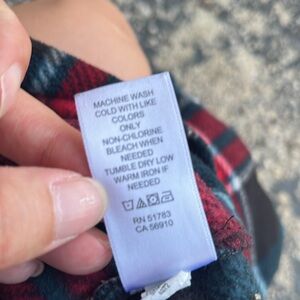 MACHINE WASH
COLD WITH LIKE
COLORS
ONLY
NON-CHLORINE
BLEACH WHEN
NEEDED
TUMBLE DRY LOW
WARM IRON IF
NEEDED
RN 51783
CA 56910